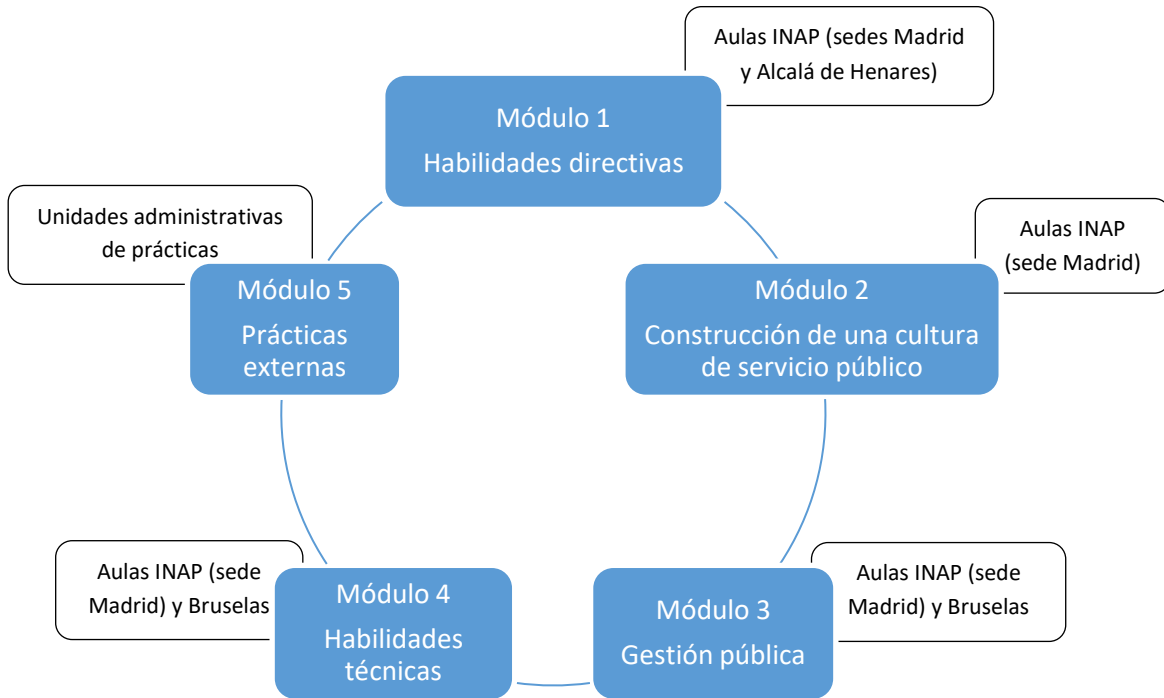 Aulas INAP (sedes Madrid
y Alcalá de Henares)
Módulo 1
Habilidades directivas
Unidades administrativas
de prácticas
Aulas INAP
(sede Madrid)
Módulo 5
Prácticas
externas
Módulo 2
Construcción de una cultura
de servicio público
Aulas INAP (sede
Madrid) y Bruselas
Módulo 4
Habilidades
técnicas
Aulas INAP (sede
Madrid) y Bruselas
Módulo 3
Gestión pública